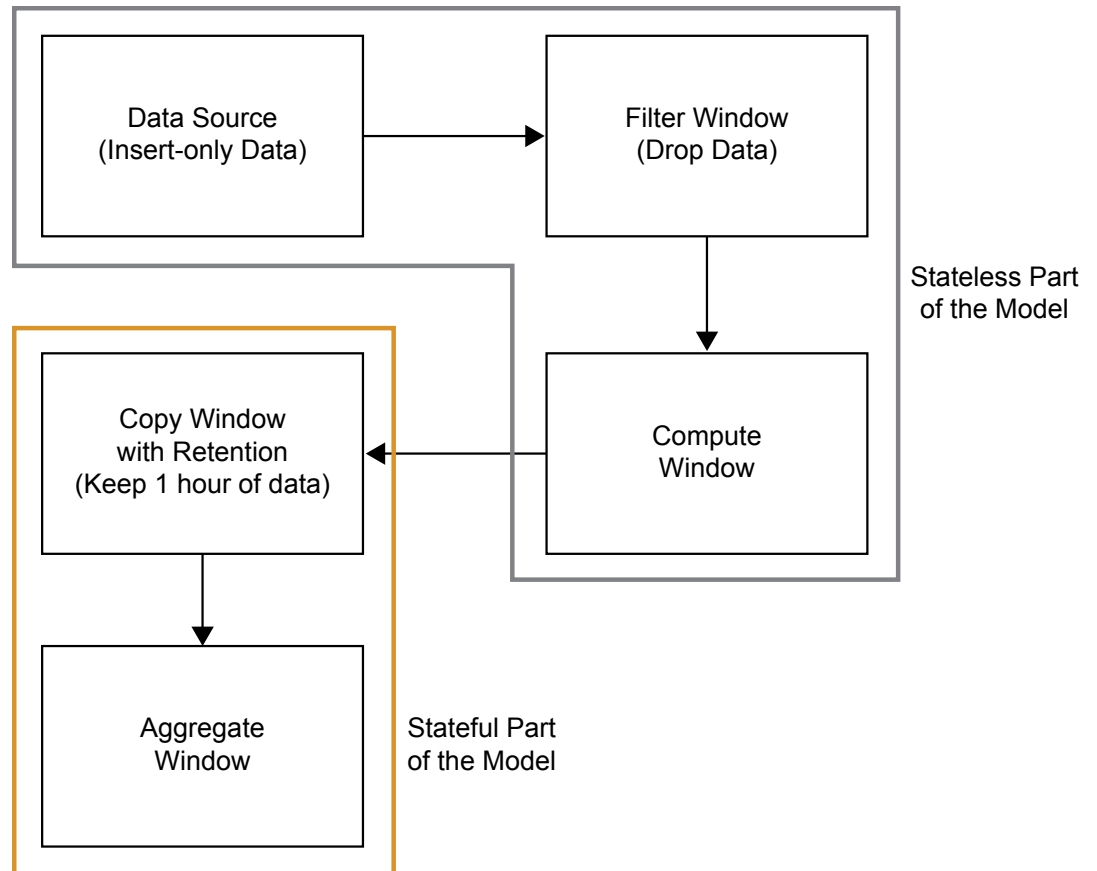 Data Source
(Insert-only Data)
Filter Window
(Drop Data)
Stateless Part
of the Model
Copy Window
with Retention
(Keep 1 hour of data)
Compute
Window
Aggregate
Window
Stateful Part
of the Model